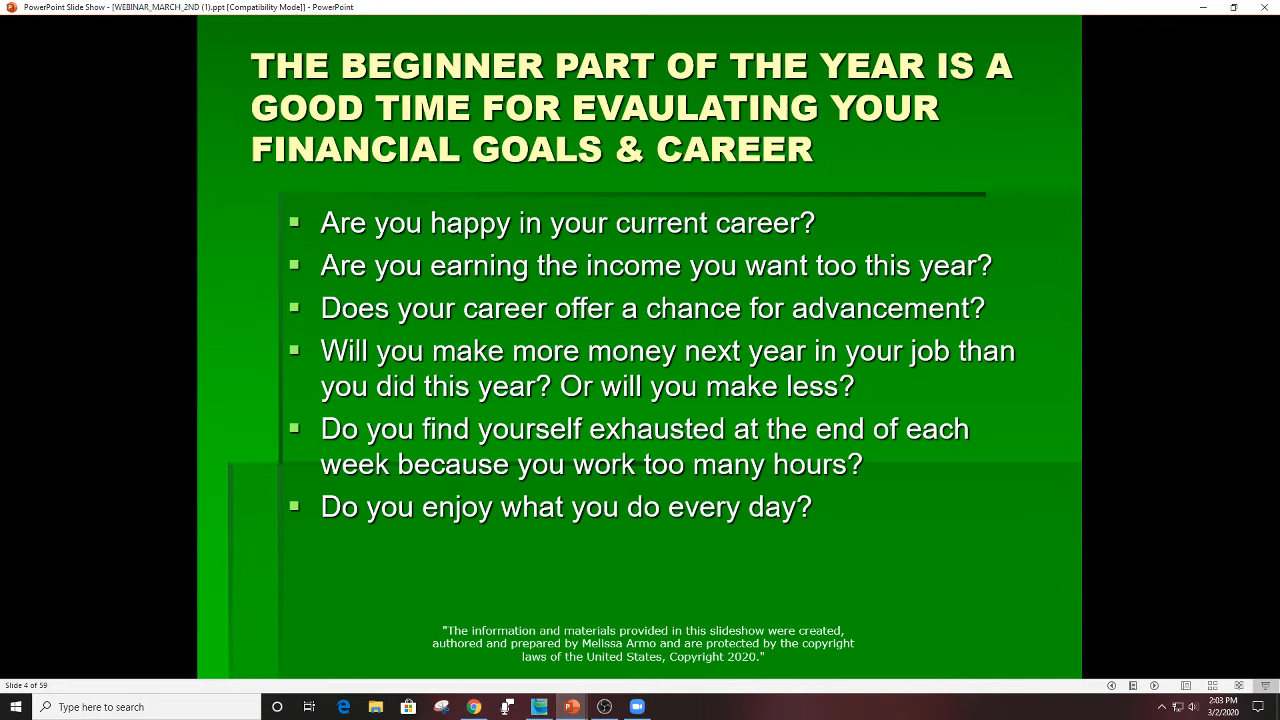 PowerPoint Slide Show - [WEBINAR_MARCH_2ND (1).ppt [Compatibility Mode]] - PowerPoint
THE BEGINNER PART OF THE YEAR IS A
GOOD TIME FOR EVAULATING YOUR
FINANCIAL GOALS & CAREER
Are you happy in your current career?
Are you earning the income you want too this year?
Does your career offer a chance for advancement?
Will you make more money next year in your job than
you did this year? Or will you make less?
Do you find yourself exhausted at the end of each
week because you work too many hours?
Do you enjoy what you do every day?
"The information and materials provided in this slideshow were created,
authored and prepared by Melissa Armo and are protected by the copyright
laws of the United States, Copyright 2020."
Slide 4 of 59
Type here to search
2:03 PM
3/2/2020